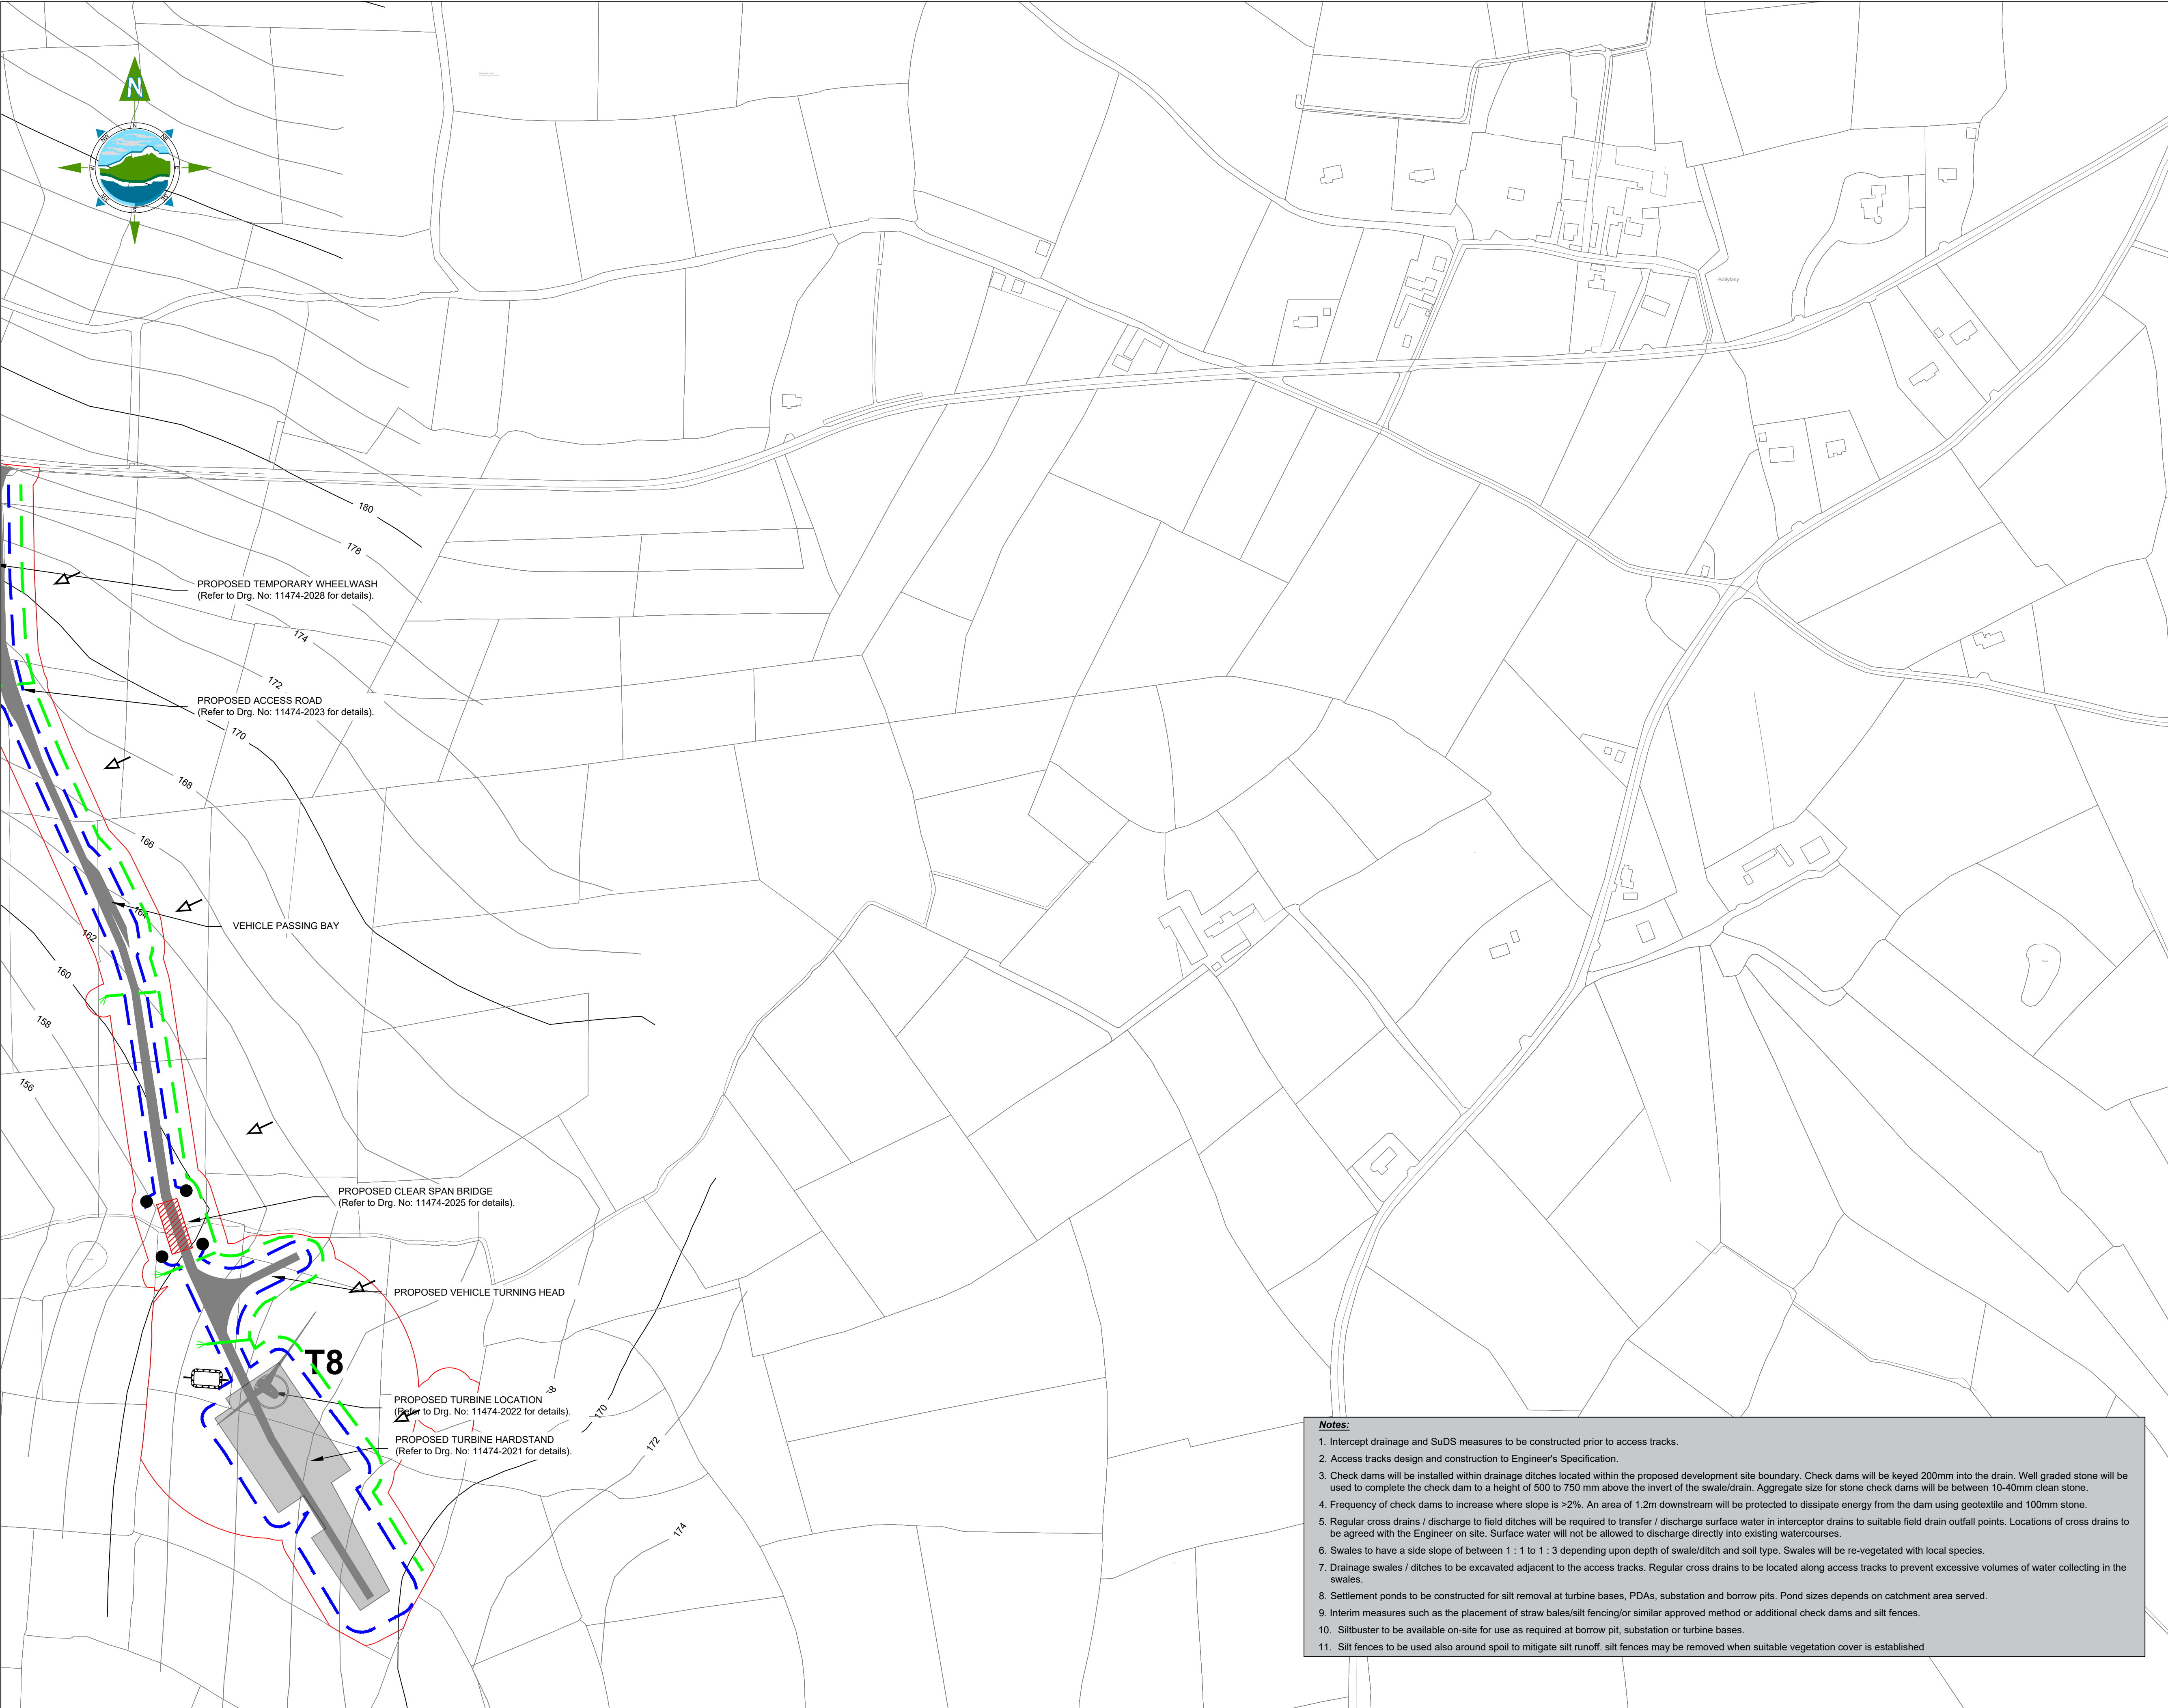 N
N
NW
NE
W
E
SW
SE
S
Ballyfasy
180
178
PROPOSED TEMPORARY WHEELWASH
(Refer to Drg. No: 11474-2028 for details).
174
172
PROPOSED ACCESS ROAD
(Refer to Drg. No: 11474-2023 for details).
170
168
166
164
VEHICLE PASSING BAY
162
160
158
156
PROPOSED CLEAR SPAN BRIDGE
(Refer to Drg. No: 11474-2025 for details).
PROPOSED VEHICLE TURNING HEAD
T8
PROPOSED TURBINE LOCATION
(Refer to Drg. No: 11474-2022 for details).
170
172
174
PROPOSED TURBINE HARDSTAND
(Refer to Drg. No: 11474-2021 for details).
Notes:
1. Intercept drainage and SuDS measures to be constructed prior to access tracks.
2. Access tracks design and construction to Engineer's Specification.
3. Check dams will be installed within drainage ditches located within the proposed development site boundary. Check dams will be keyed 200mm into the drain. Well graded stone will be
used to complete the check dam to a height of 500 to 750 mm above the invert of the swale/drain. Aggregate size for stone check dams will be between 10-40mm clean stone.
4. Frequency of check dams to increase where slope is >2%. An area of 1.2m downstream will be protected to dissipate energy from the dam using geotextile and 100mm stone.
5. Regular cross drains / discharge to field ditches will be required to transfer / discharge surface water in interceptor drains to suitable field drain outfall points. Locations of cross drains to
be agreed with the Engineer on site. Surface water will not be allowed to discharge directly into existing watercourses.
6. Swales to have a side slope of between 1 : 1 to 1 : 3 depending upon depth of swale/ditch and soil type. Swales will be re-vegetated with local species.
7. Drainage swales / ditches to be excavated adjacent to the access tracks. Regular cross drains to be located along access tracks to prevent excessive volumes of water collecting in the
swales.
8. Settlement ponds to be constructed for silt removal at turbine bases, PDAs, substation and borrow pits. Pond sizes depends on catchment area served.
9. Interim measures such as the placement of straw bales/silt fencing/or similar approved method or additional check dams and silt fences.
10. Siltbuster to be available on-site for use as required at borrow pit, substation or turbine bases.
11. Silt fences to be used also around spoil to mitigate silt runoff. silt fences may be removed when suitable vegetation cover is established